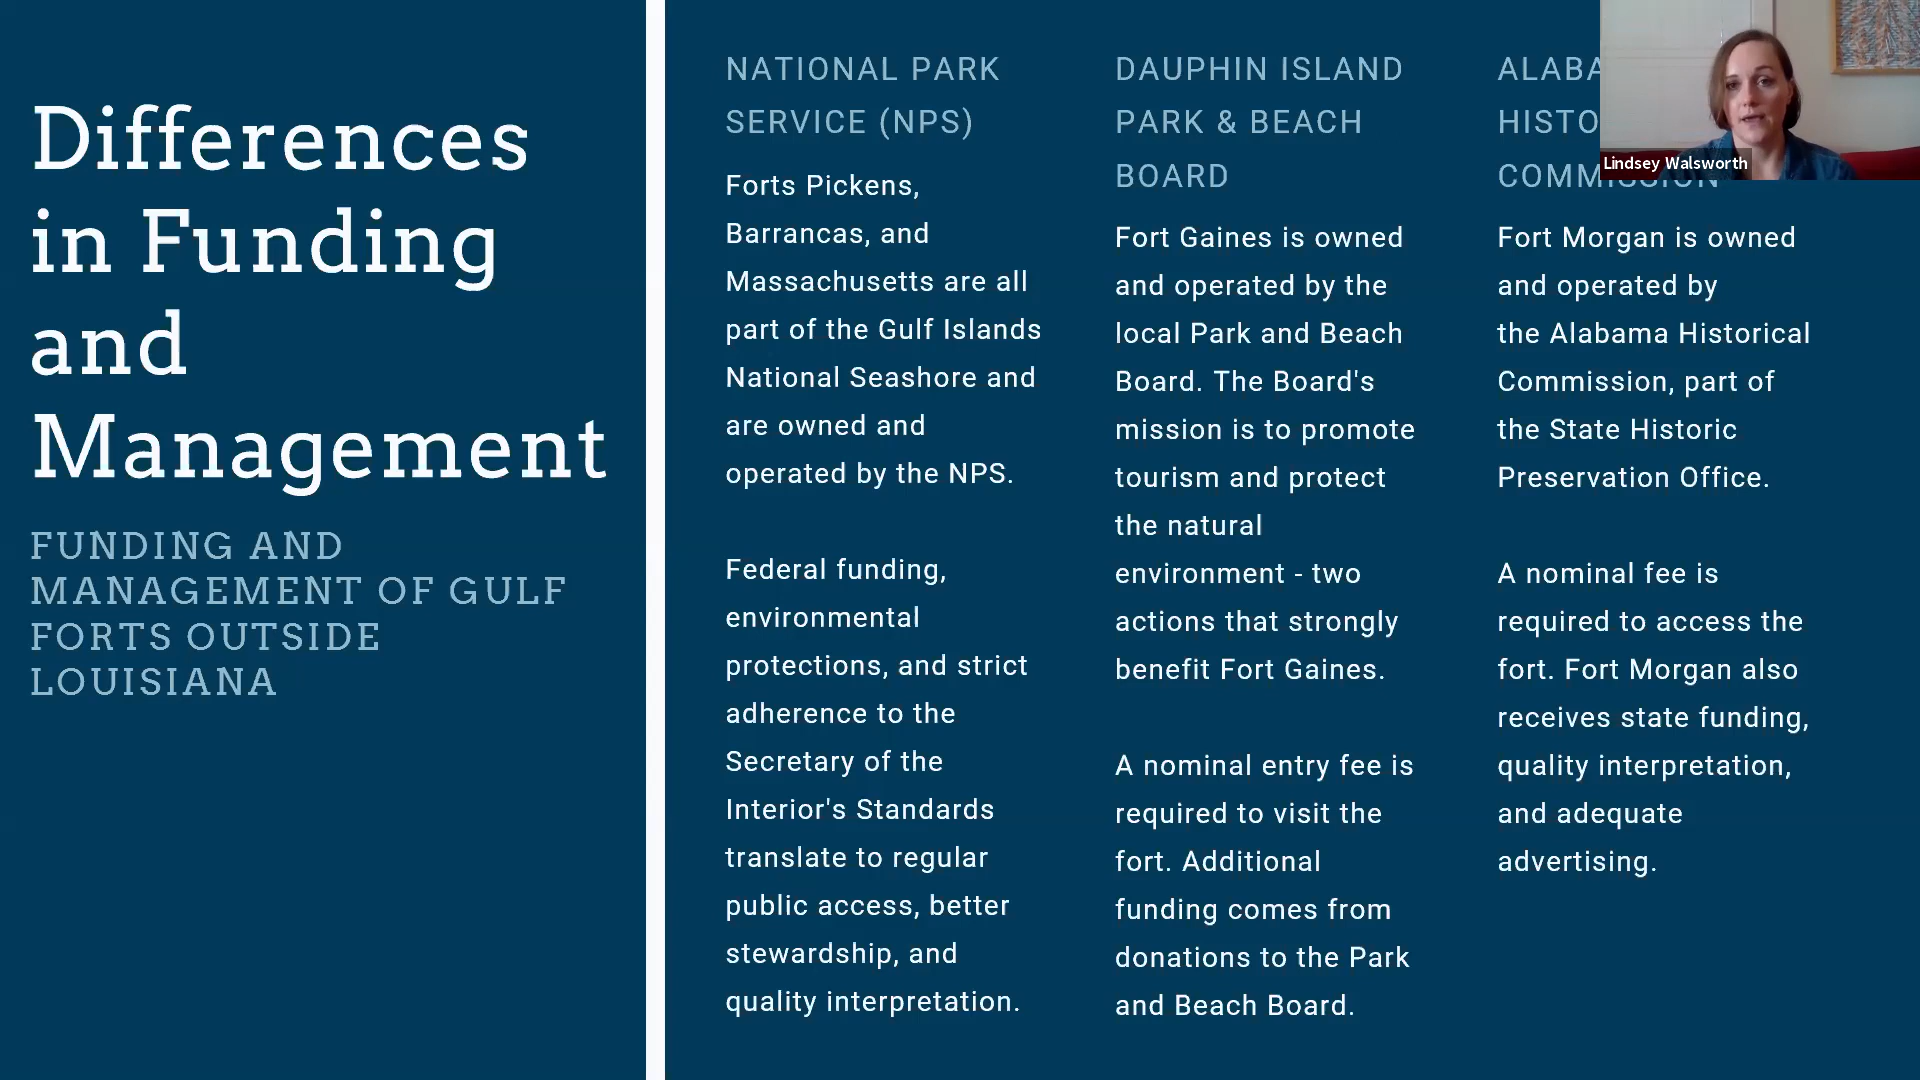 Differences
in Funding
and
Management
FUNDING AND
MANAGEMENT OF GULF
FORTS OUTSIDE
LOUISIANA
NATIONAL PARK
SERVICE (NPS)
Forts Pickens,
Barrancas, and
Massachusetts are all
part of the Gulf Islands
National Seashore and
are owned and
operated by the NPS.
Federal funding,
environmental
protections, and strict
adherence to the
Secretary of the
Interior's Standards
translate to regular
public access, better
stewardship, and
quality interpretation.
DAUPHIN ISLAND
PARK & BEACH
BOARD
Fort Gaines is owned
and operated by the
local Park and Beach
Board. The Board's
mission is to promote
tourism and protect
the natural
environment - two
actions that strongly
benefit Fort Gaines.
A nominal entry fee is
required to visit the
fort. Additional
funding comes from
donations to the Park
and Beach Board.
COMMISSION
Fort Morgan is owned
and operated by
the Alabama Historical
Commission, part of
the State Historic
Preservation Office.
A nominal fee is
required to access the
fort. Fort Morgan also
receives state funding,
quality interpretation,
and adequate
advertising.
Lindsey Walsworth